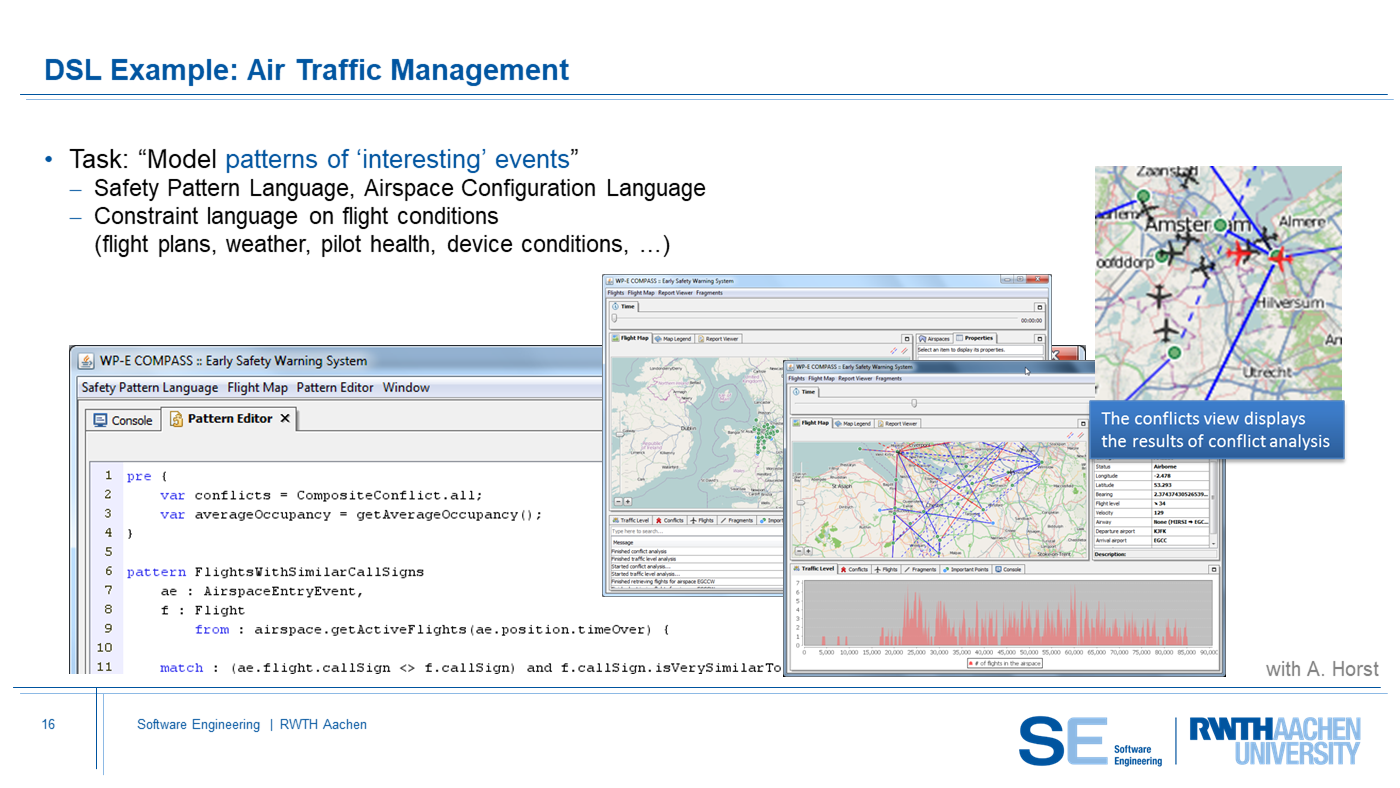 DSL Example: Air Traffic Management
• Task: “Model patterns of ‘interesting’ events”
– Safety Pattern Language, Airspace Configuration Language
– Constraint language on flight conditions
(flight plans, weather, pilot health, device conditions, …)
WP-E COMPASS :: Early Safety Warning System
Safety Pattern Language Flight Map Pattern Editor Window
Console Pattern Editor
1 pre {
2 var conflicts = CompositeConflict.all;
3 var averageOccupancy = getAverageOccupancy();
4 }
5
6 pattern FlightsWithSimilarCallSigns
7 ae : AirspaceEntryEvent,
8 f : Flight
9 from : airspace.getActiveFlights(ae.position.timeOver) {
10
11 match : (ae.flight.callSign <> f.callSign) and f.callSign.isVerySimilarTo
WP-E COMPASS :: Early Safety Warning System
Flights Flight Map Report Viewer Fragments
Time
00:00:00
Flight Map Map Legend Report Viewer
Airspaces Properties
Select an item to display its properties.
Dublin
Traffic Level Conflicts Flights Fragments Import
Type here to search...
Message
Finished conflict analysis
Finished traffic level analysis
Started conflict analysis...
Started traffic level analysis...
Finished retrieving flights for airspace EGCCW
WP-E COMPASS :: Early Safety Warning System
Flights Flight Map Report Viewer Fragments
Time
Flight Map Map Legend Report Viewer
Status Airborne
Longitude -2.478
Latitude 53.293
Bearing 2.37437430526539...
Flight level 34
Velocity 129
Airway None (MIRSI ➔ EGC...
Departure airport KJFK
Arrival airport EGCC
Description:
Traffic Level Conflicts Flights Fragments Important Points Console
7
6
5
4
3
2
1
0
0 5,000 10,000 15,000 20,000 25,000 30,000 35,000 40,000 45,000 50,000 55,000 60,000 65,000 70,000 75,000 80,000 85,000 90,000
# of flights in the airspace
Zaanstad
Amsterdam
Almere
oofddorp
Hilversum
Utrecht
The conflicts view displays
the results of conflict analysis
with A. Horst
16 Software Engineering | RWTH Aachen
SE Software
Engineering
RWTHAACHEN
UNIVERSITY